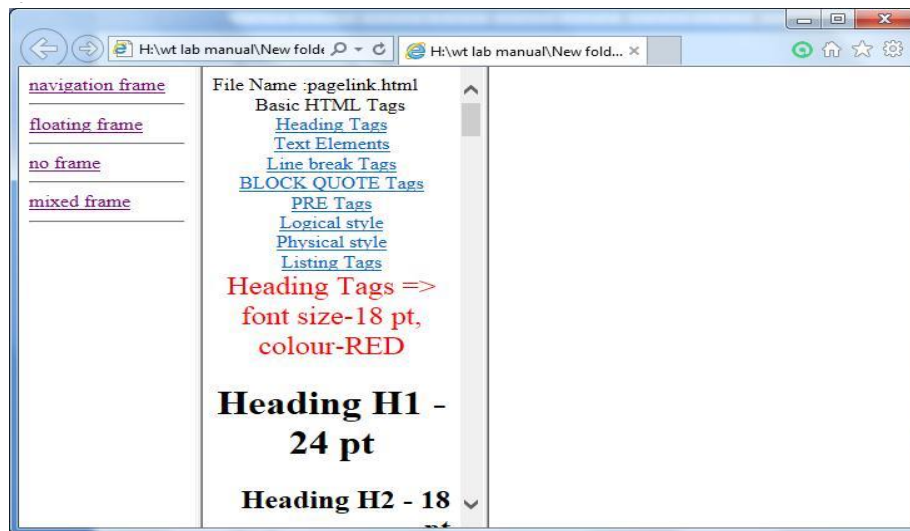 H:\wt lab manual\New folde
H:\wt lab manual\New fold...
navigation frame
floating frame
no frame
mixed frame
File Name :pagelink.html
Basic HTML Tags
Heading Tags
Text Elements
Line break Tags
BLOCK QUOTE Tags
PRE Tags
Logical style
Physical style
Listing Tags
Heading Tags =>
font size-18 pt,
colour-RED
Heading H1 -
24 pt
Heading H2 - 18
pt